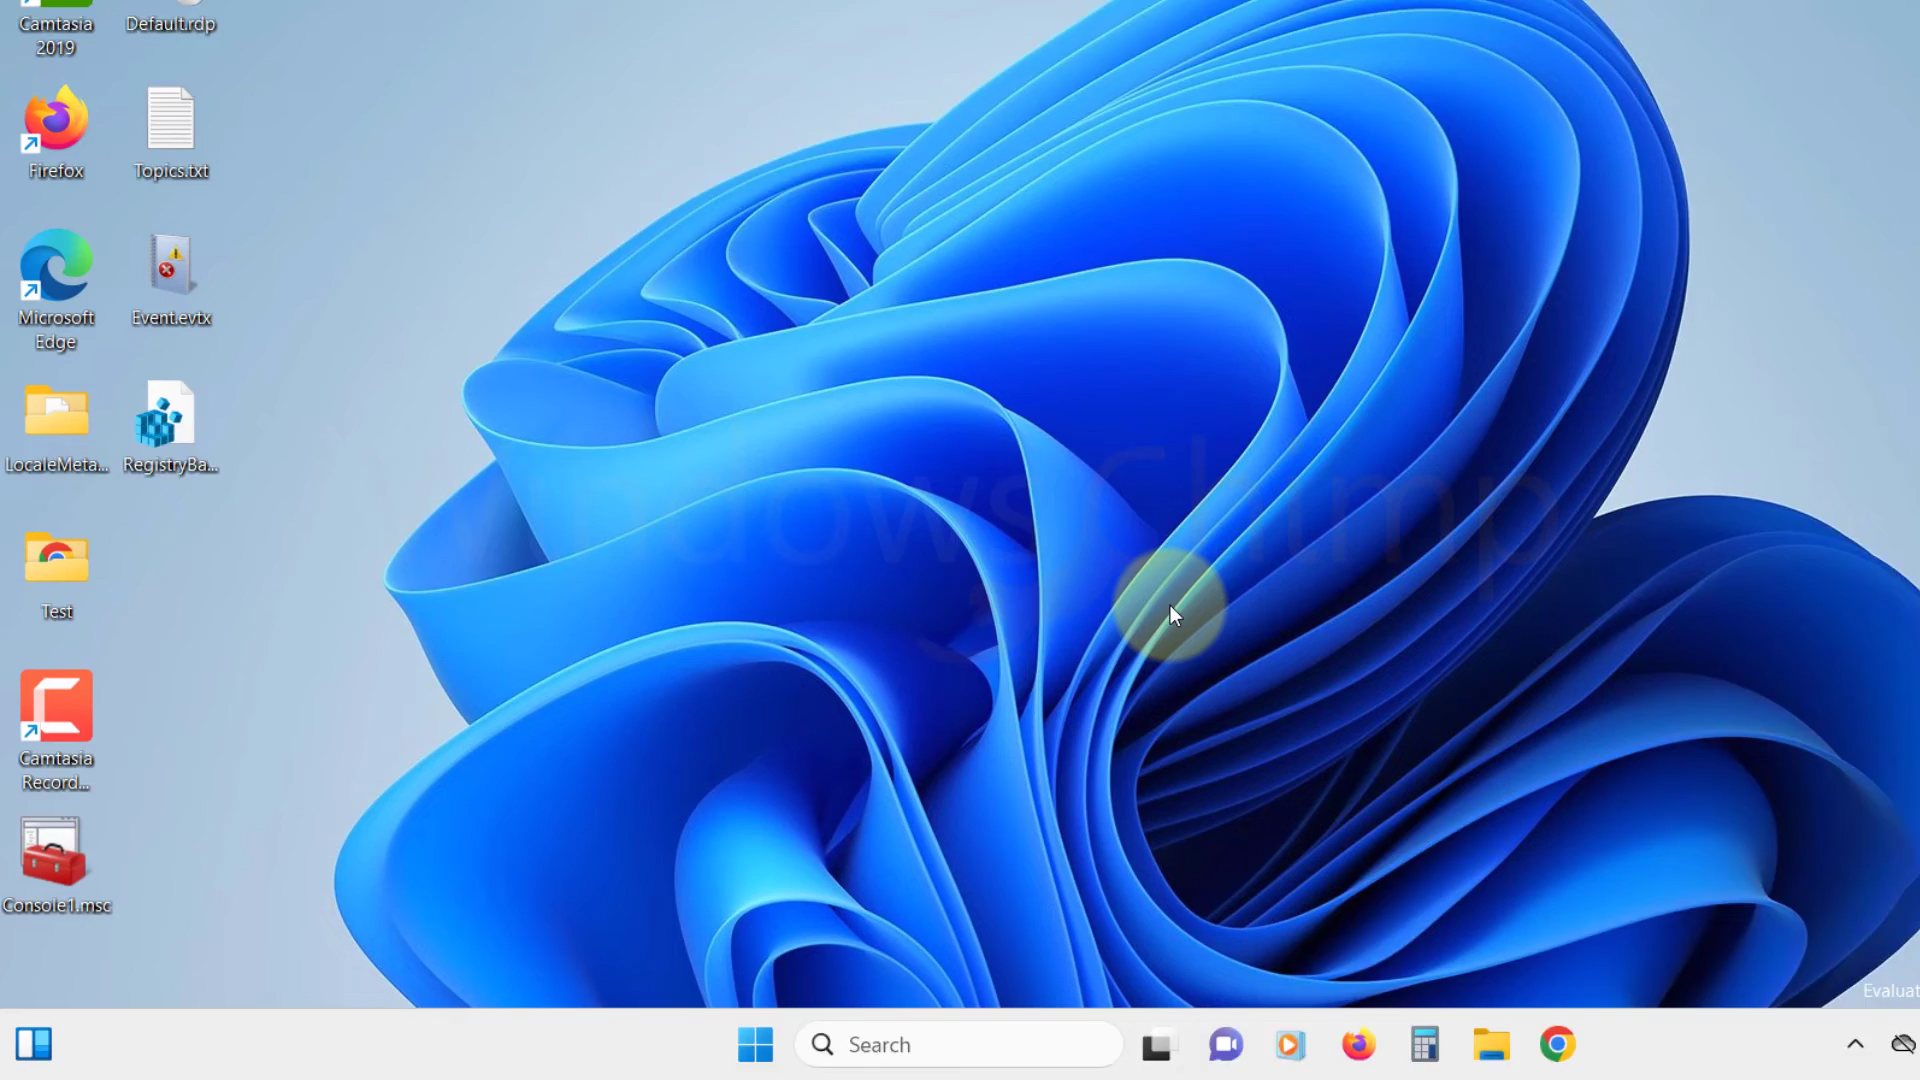 Camtasia
2019
Default.rdp
Firefox
Topics.txt
Microsoft
Edge
Event.evtx
LocaleMeta...
RegistryBa...
Test
Camtasia
Record...
Console1.msc
WindowsChimp
Evaluat
Search